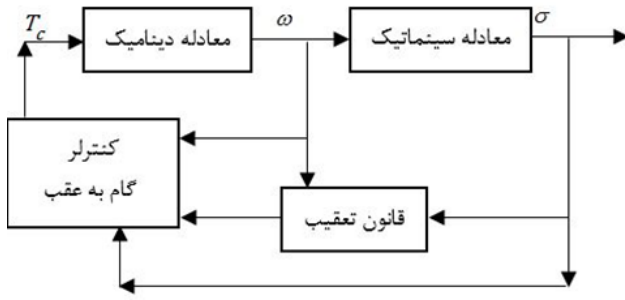 T_c
معادله دینامیک
ω
معادله سینماتیک
σ
کنترلر
گام به عقب
قانون تعقیب